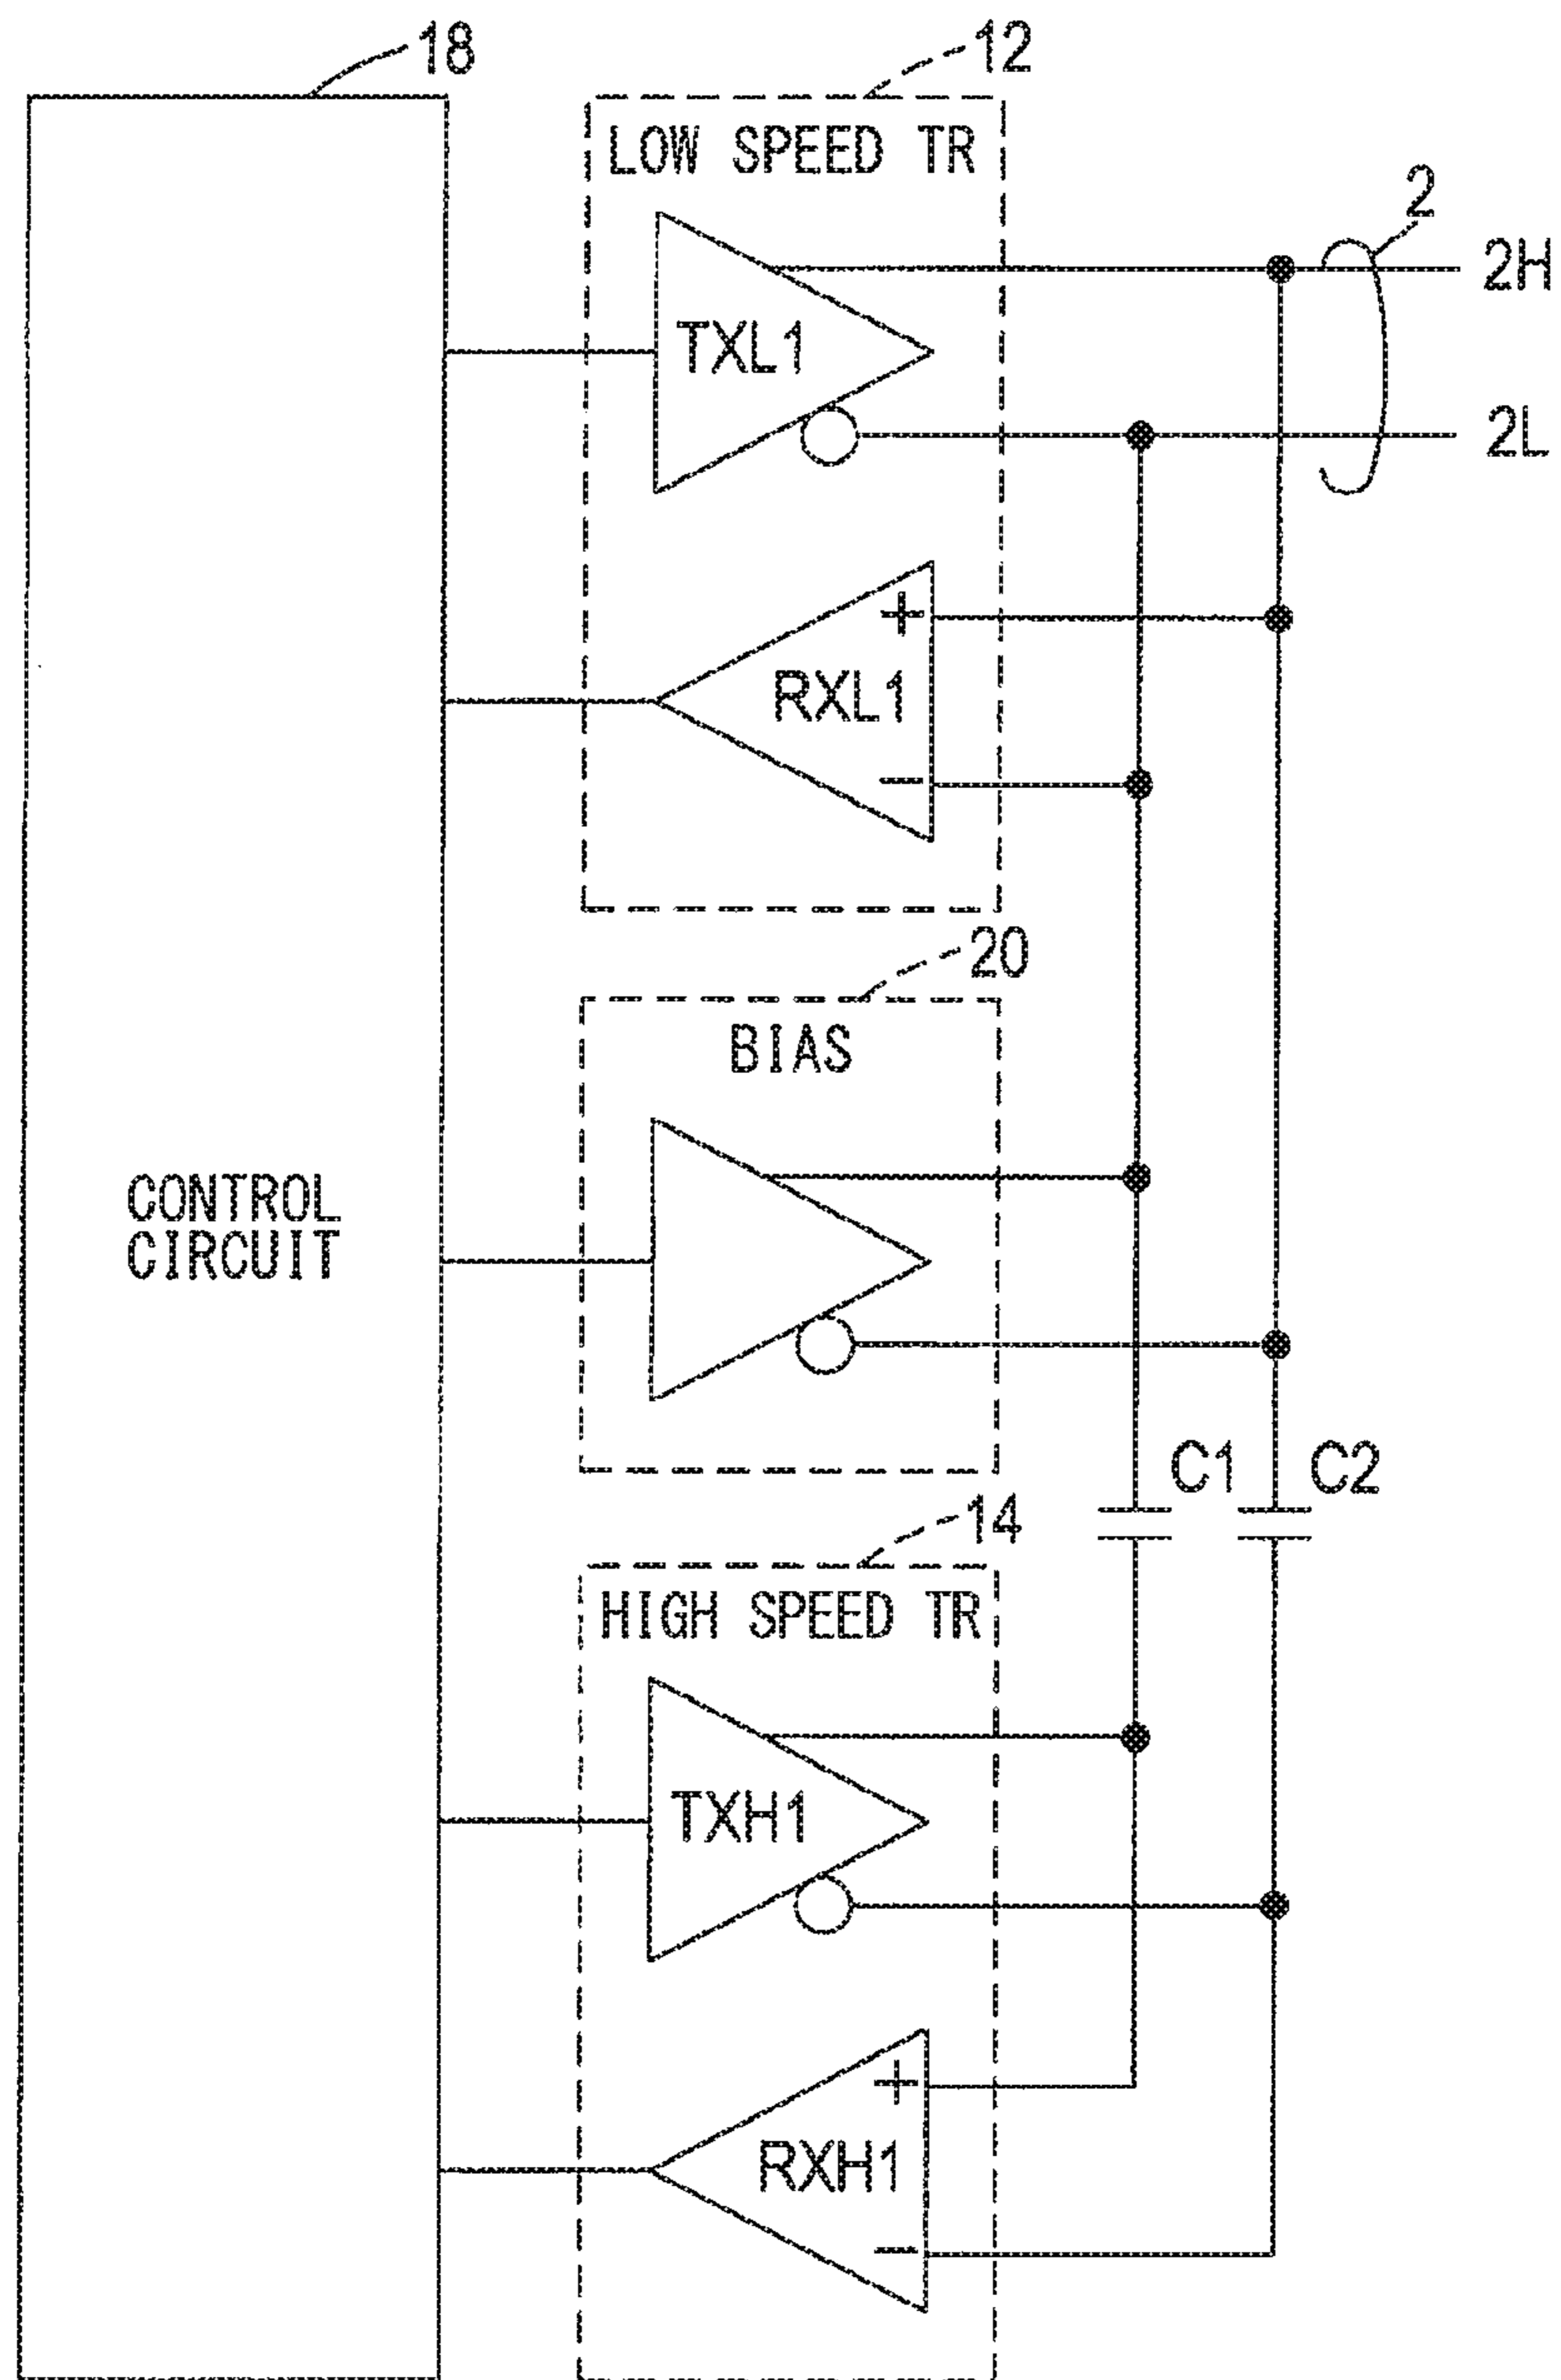 18
12
LOW SPEED TR
2
2H
TXL1
2L
+
RXL1
−
20
BIAS
CONTROL
CIRCUIT
C1 C2
14
HIGH SPEED TR
TXH1
+
RXH1
−